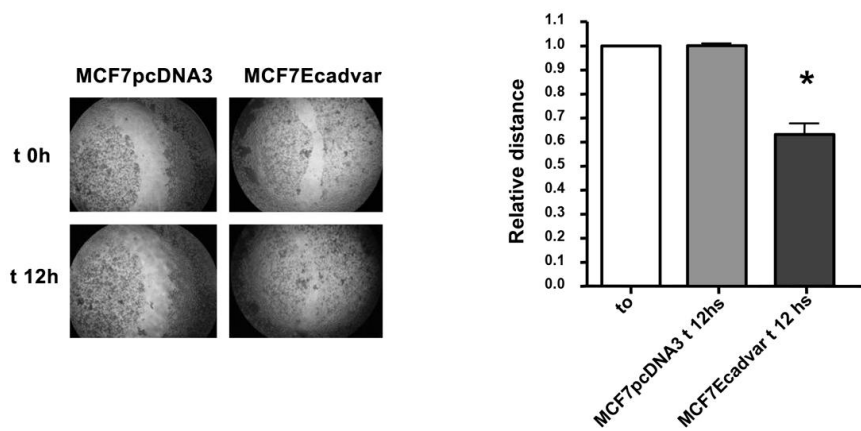 MCF7pcDNA3 MCF7Ecadvar
t 0h
t 12h
Relative distance
1.1
1.0
0.9
0.8
0.7
0.6
0.5
0.4
0.3
0.2
0.1
0.0
*
to
MCF7pcDNA3 t 12hs
MCF7Ecadvar t 12 hs